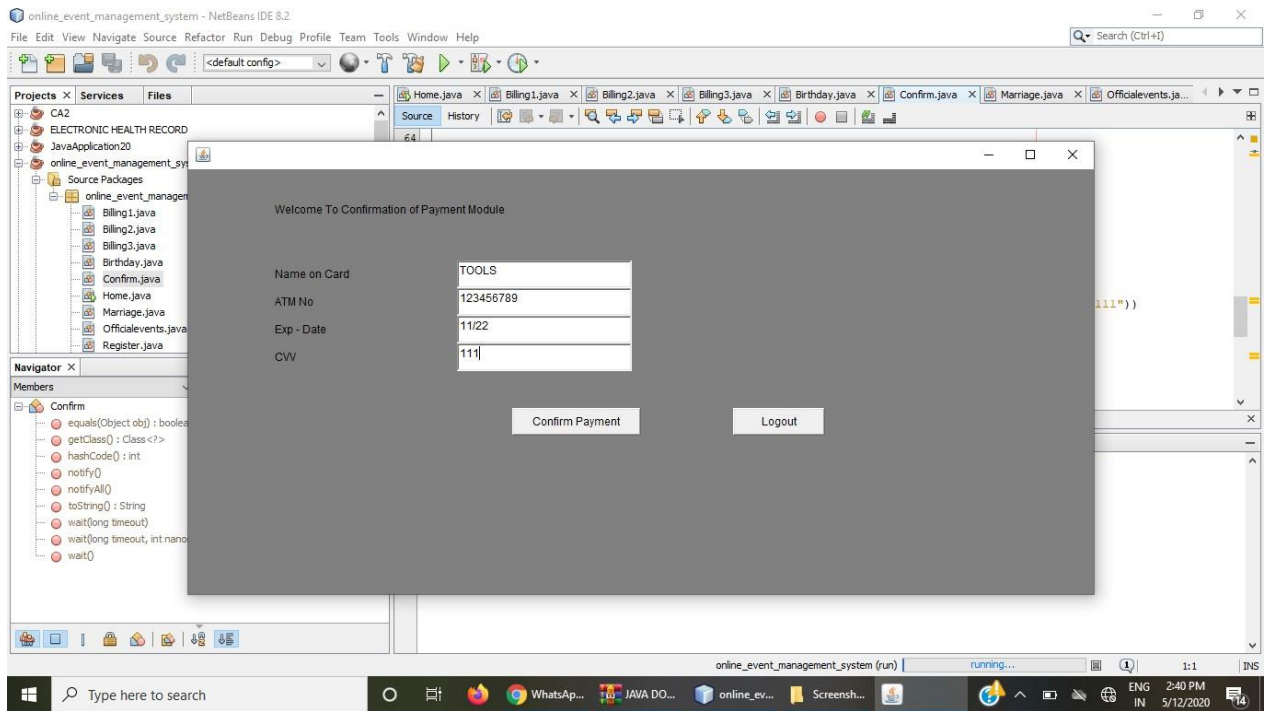 online_event_management_system - NetBeans IDE 8.2
File Edit View Navigate Source Refactor Run Debug Profile Team Tools Window Help
Search (Ctrl+I)
<default config>
Projects Services Files
Home.java Billing1.java Billing2.java Billing3.java Birthday.java Confirm.java Marriage.java Officialevents.ja...
Source History
CA2
ELECTRONIC HEALTH RECORD
JavaApplication20
online_event_management_sy
Source Packages
online_event_managen
Billing1.java
Billing2.java
Billing3.java
Birthday.java
Confirm.java
Home.java
Marriage.java
Officialevents.java
Register.java
64
Welcome To Confirmation of Payment Module
Name on Card TOOLS
ATM No 123456789
Exp - Date 11/22
CVV 111
Confirm Payment Logout
111"))
Navigator
Members
Confirm
equals(Object obj) : boolea
getClass() : Class<?>
hashCode() : int
notify()
notifyAll()
toString() : String
wait(long timeout)
wait(long timeout, int nano
wait()
online_event_management_system (run) running... 1 1:1 INS
Type here to search
WhatsAp... JAVA DO... online_ev... Screensh...
ENG 2:40 PM
IN 5/12/2020
14